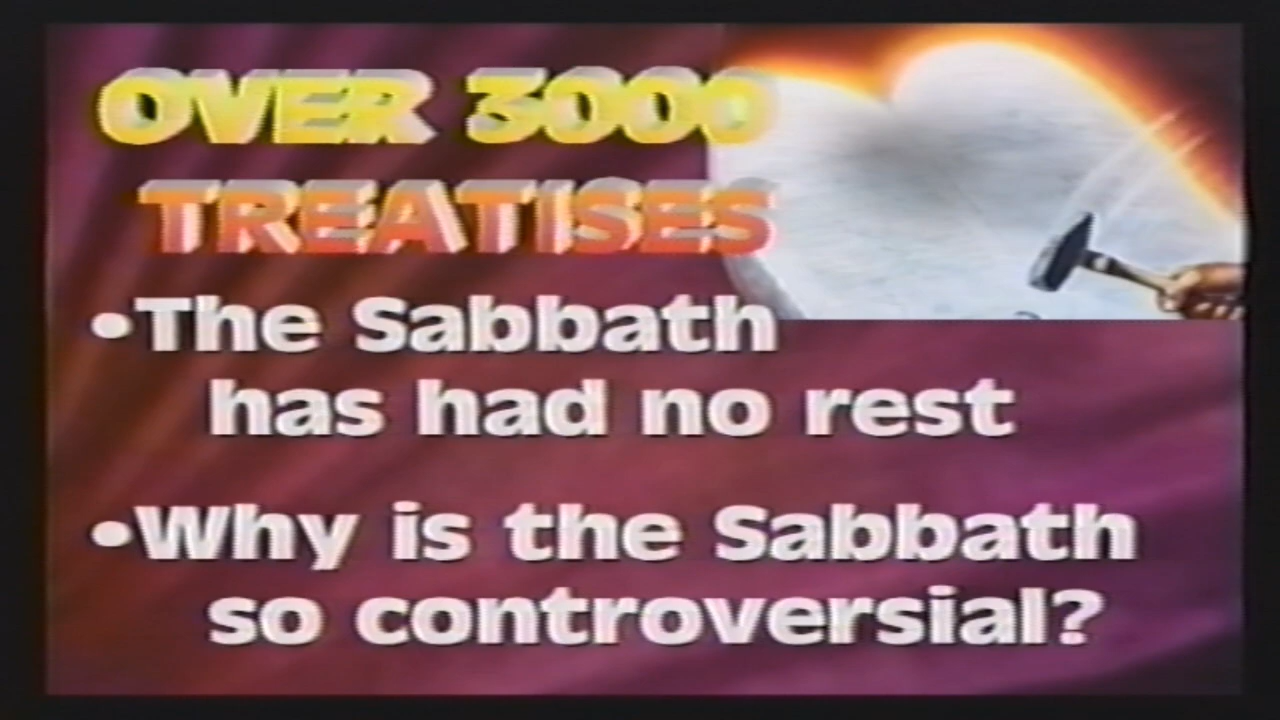 OVER 3000
TREATISES
•The Sabbath
has had no rest
•Why is the Sabbath
so controversial?